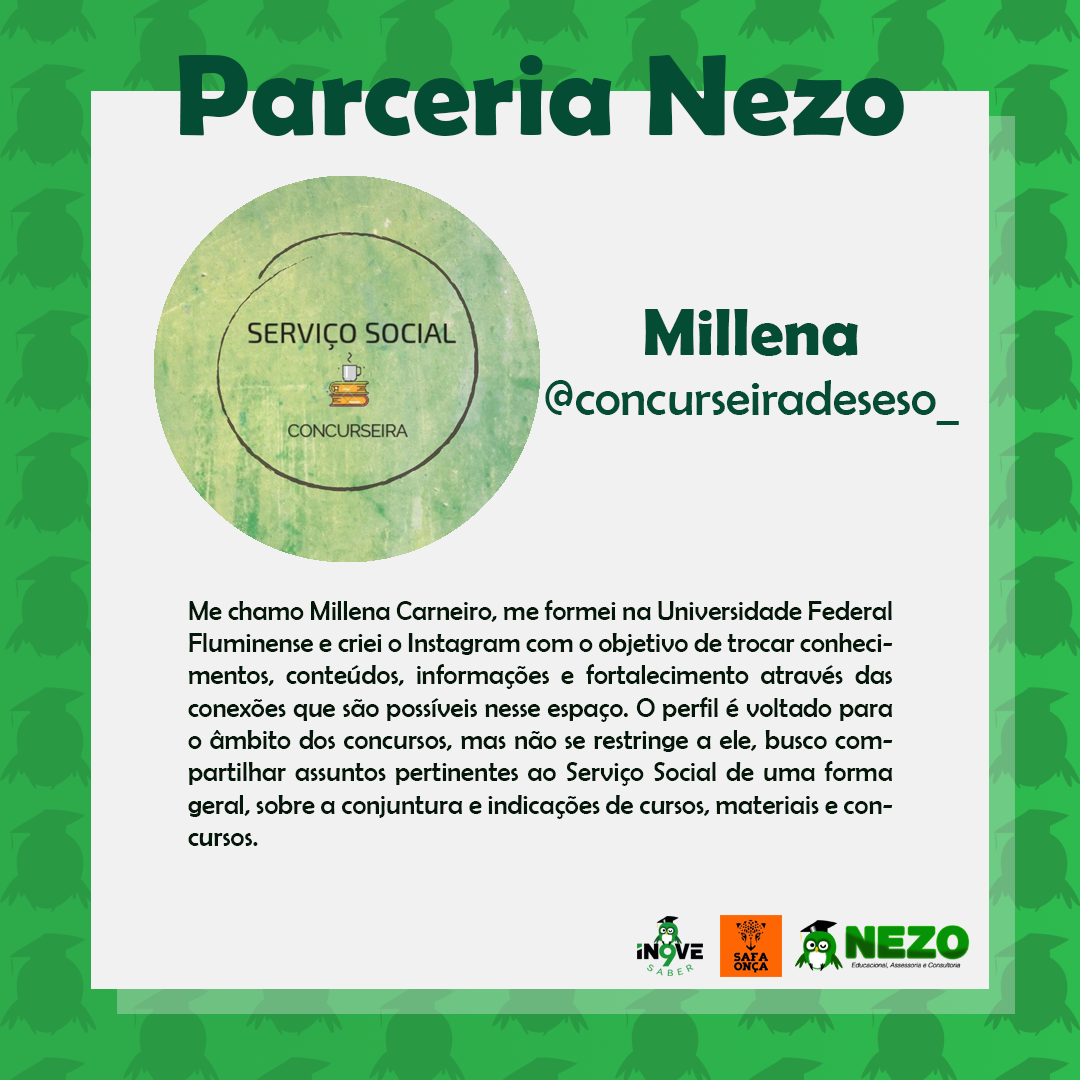 Parceria Nezo
SERVIÇO SOCIAL
CONCURSEIRA
Millena
@concurseiradeseso_
Me chamo Millena Carneiro, me formei na Universidade Federal
Fluminense e criei o Instagram com o objetivo de trocar conheci-
mentos, conteúdos, informações e fortalecimento através das
conexões que são possíveis nesse espaço. O perfil é voltado para
o âmbito dos concursos, mas não se restringe a ele, busco com-
partilhar assuntos pertinentes ao Serviço Social de uma forma
geral, sobre a conjuntura e indicações de cursos, materiais e con-
cursos.
iN9VE
SABER
SAFA
ONÇA
NEZO
Educacional, Assessoria e Consultoria